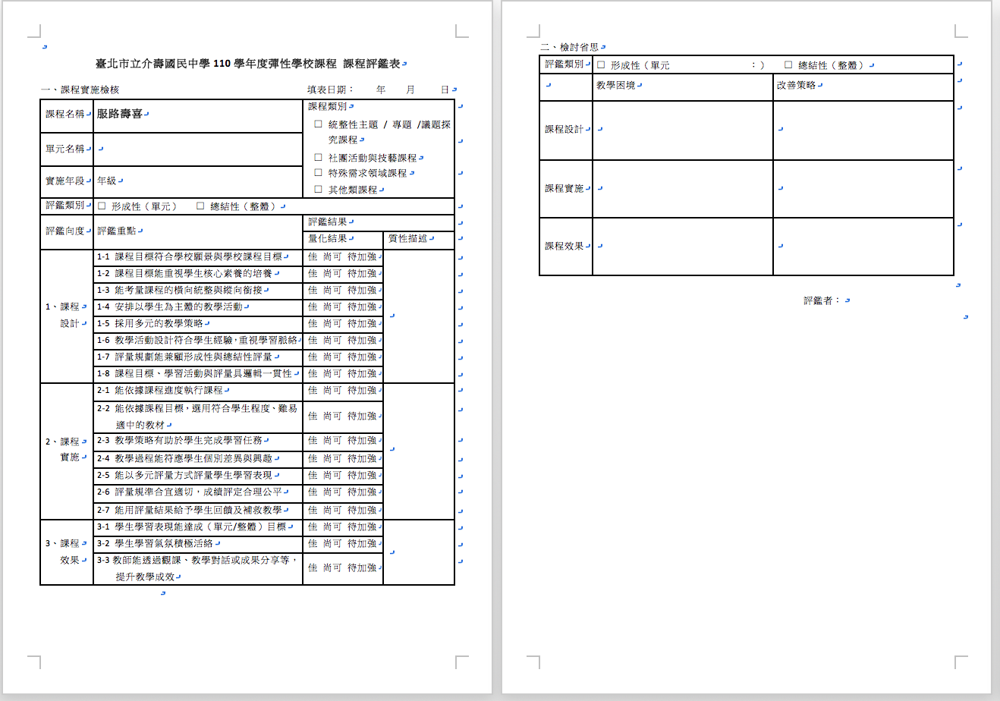 臺北市立介壽國民中學 110 學年度彈性學校課程 課程評鑑表
一、課程實施檢核 填表日期： 年 月 日
課程名稱 服路壽喜
課程類別
□ 統整性主題 / 專題 /議題探
究課程
□ 社團活動與技藝課程
□ 特殊需求領域課程
□ 其他類課程
單元名稱
實施年段 年級
評鑑類別 □ 形成性（單元） □ 總結性（整體）
評鑑向度 評鑑重點
評鑑結果
量化結果 質性描述
1、課程
設計
1-1 課程目標符合學校願景與學校課程目標 佳 尚可 待加強
1-2 課程目標能重視學生核心素養的培養 佳 尚可 待加強
1-3 能考量課程的橫向統整與縱向銜接 佳 尚可 待加強
1-4 安排以學生為主體的教學活動 佳 尚可 待加強
1-5 採用多元的教學策略 佳 尚可 待加強
1-6 教學活動設計符合學生經驗，重視學習脈絡 佳 尚可 待加強
1-7 評量規劃能兼顧形成性與總結性評量 佳 尚可 待加強
1-8 課程目標、學習活動與評量具邏輯一貫性 佳 尚可 待加強
2、課程
實施
2-1 能依據課程進度執行課程 佳 尚可 待加強
2-2 能依據課程目標，選用符合學生程度、難易
適中的教材 佳 尚可 待加強
2-3 教學策略有助於學生完成學習任務 佳 尚可 待加強
2-4 教學過程能符應學生個別差異與興趣 佳 尚可 待加強
2-5 能以多元評量方式評量學生學習表現 佳 尚可 待加強
2-6 評量規準合宜適切，成績評定合理公平 佳 尚可 待加強
2-7 能用評量結果給予學生回饋及補救教學 佳 尚可 待加強
3、課程
效果
3-1 學生學習表現能達成（單元/整體）目標 佳 尚可 待加強
3-2 學生學習氣氛積極活絡 佳 尚可 待加強
3-3 教師能透過觀課、教學對話或成果分享等，
提升教學成效 佳 尚可 待加強
二、檢討省思
評鑑類別 □ 形成性（單元 ：） □ 總結性（整體）
教學困境 改善策略
課程設計
課程實施
課程效果
評鑑者：